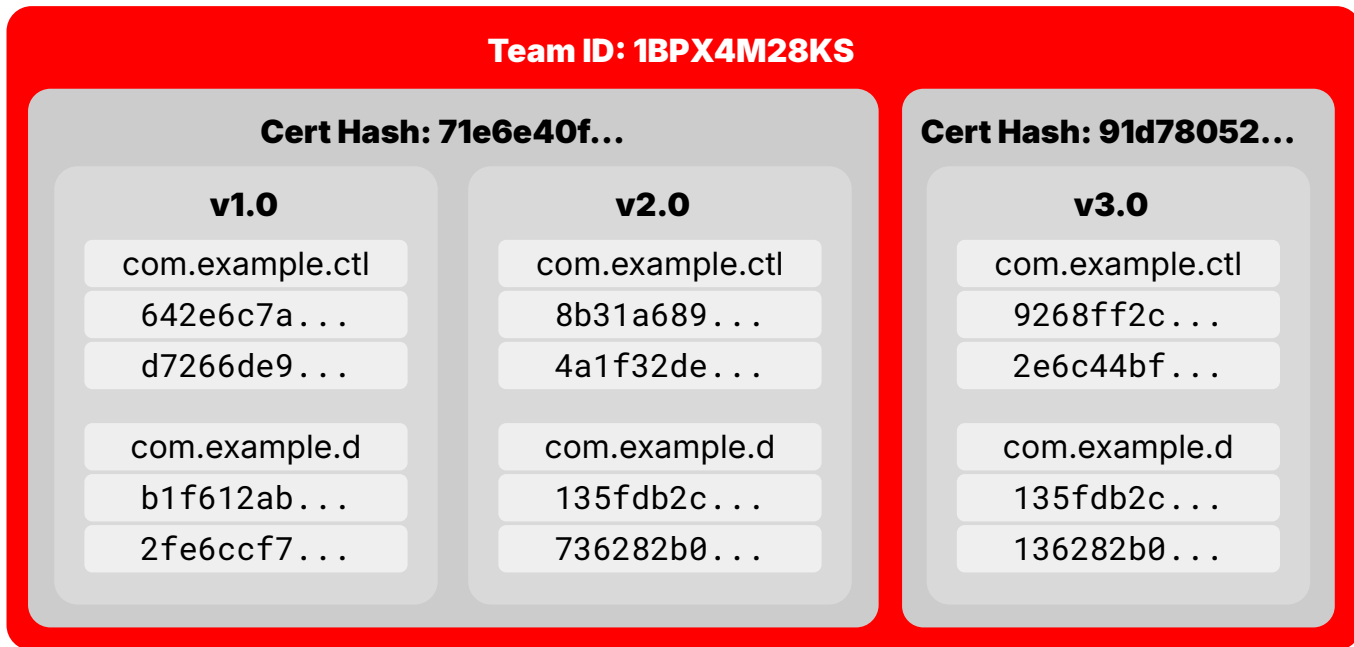 Team ID: 1BPX4M28KS
Cert Hash: 71e6e40f...
v1.0
com.example.ctl
642e6c7a...
d7266de9...
com.example.d
b1f612ab...
2fe6ccf7...
v2.0
com.example.ctl
8b31a689...
4a1f32de...
com.example.d
135fdb2c...
736282b0...
Cert Hash: 91d78052...
v3.0
com.example.ctl
9268ff2c...
2e6c44bf...
com.example.d
135fdb2c...
136282b0...